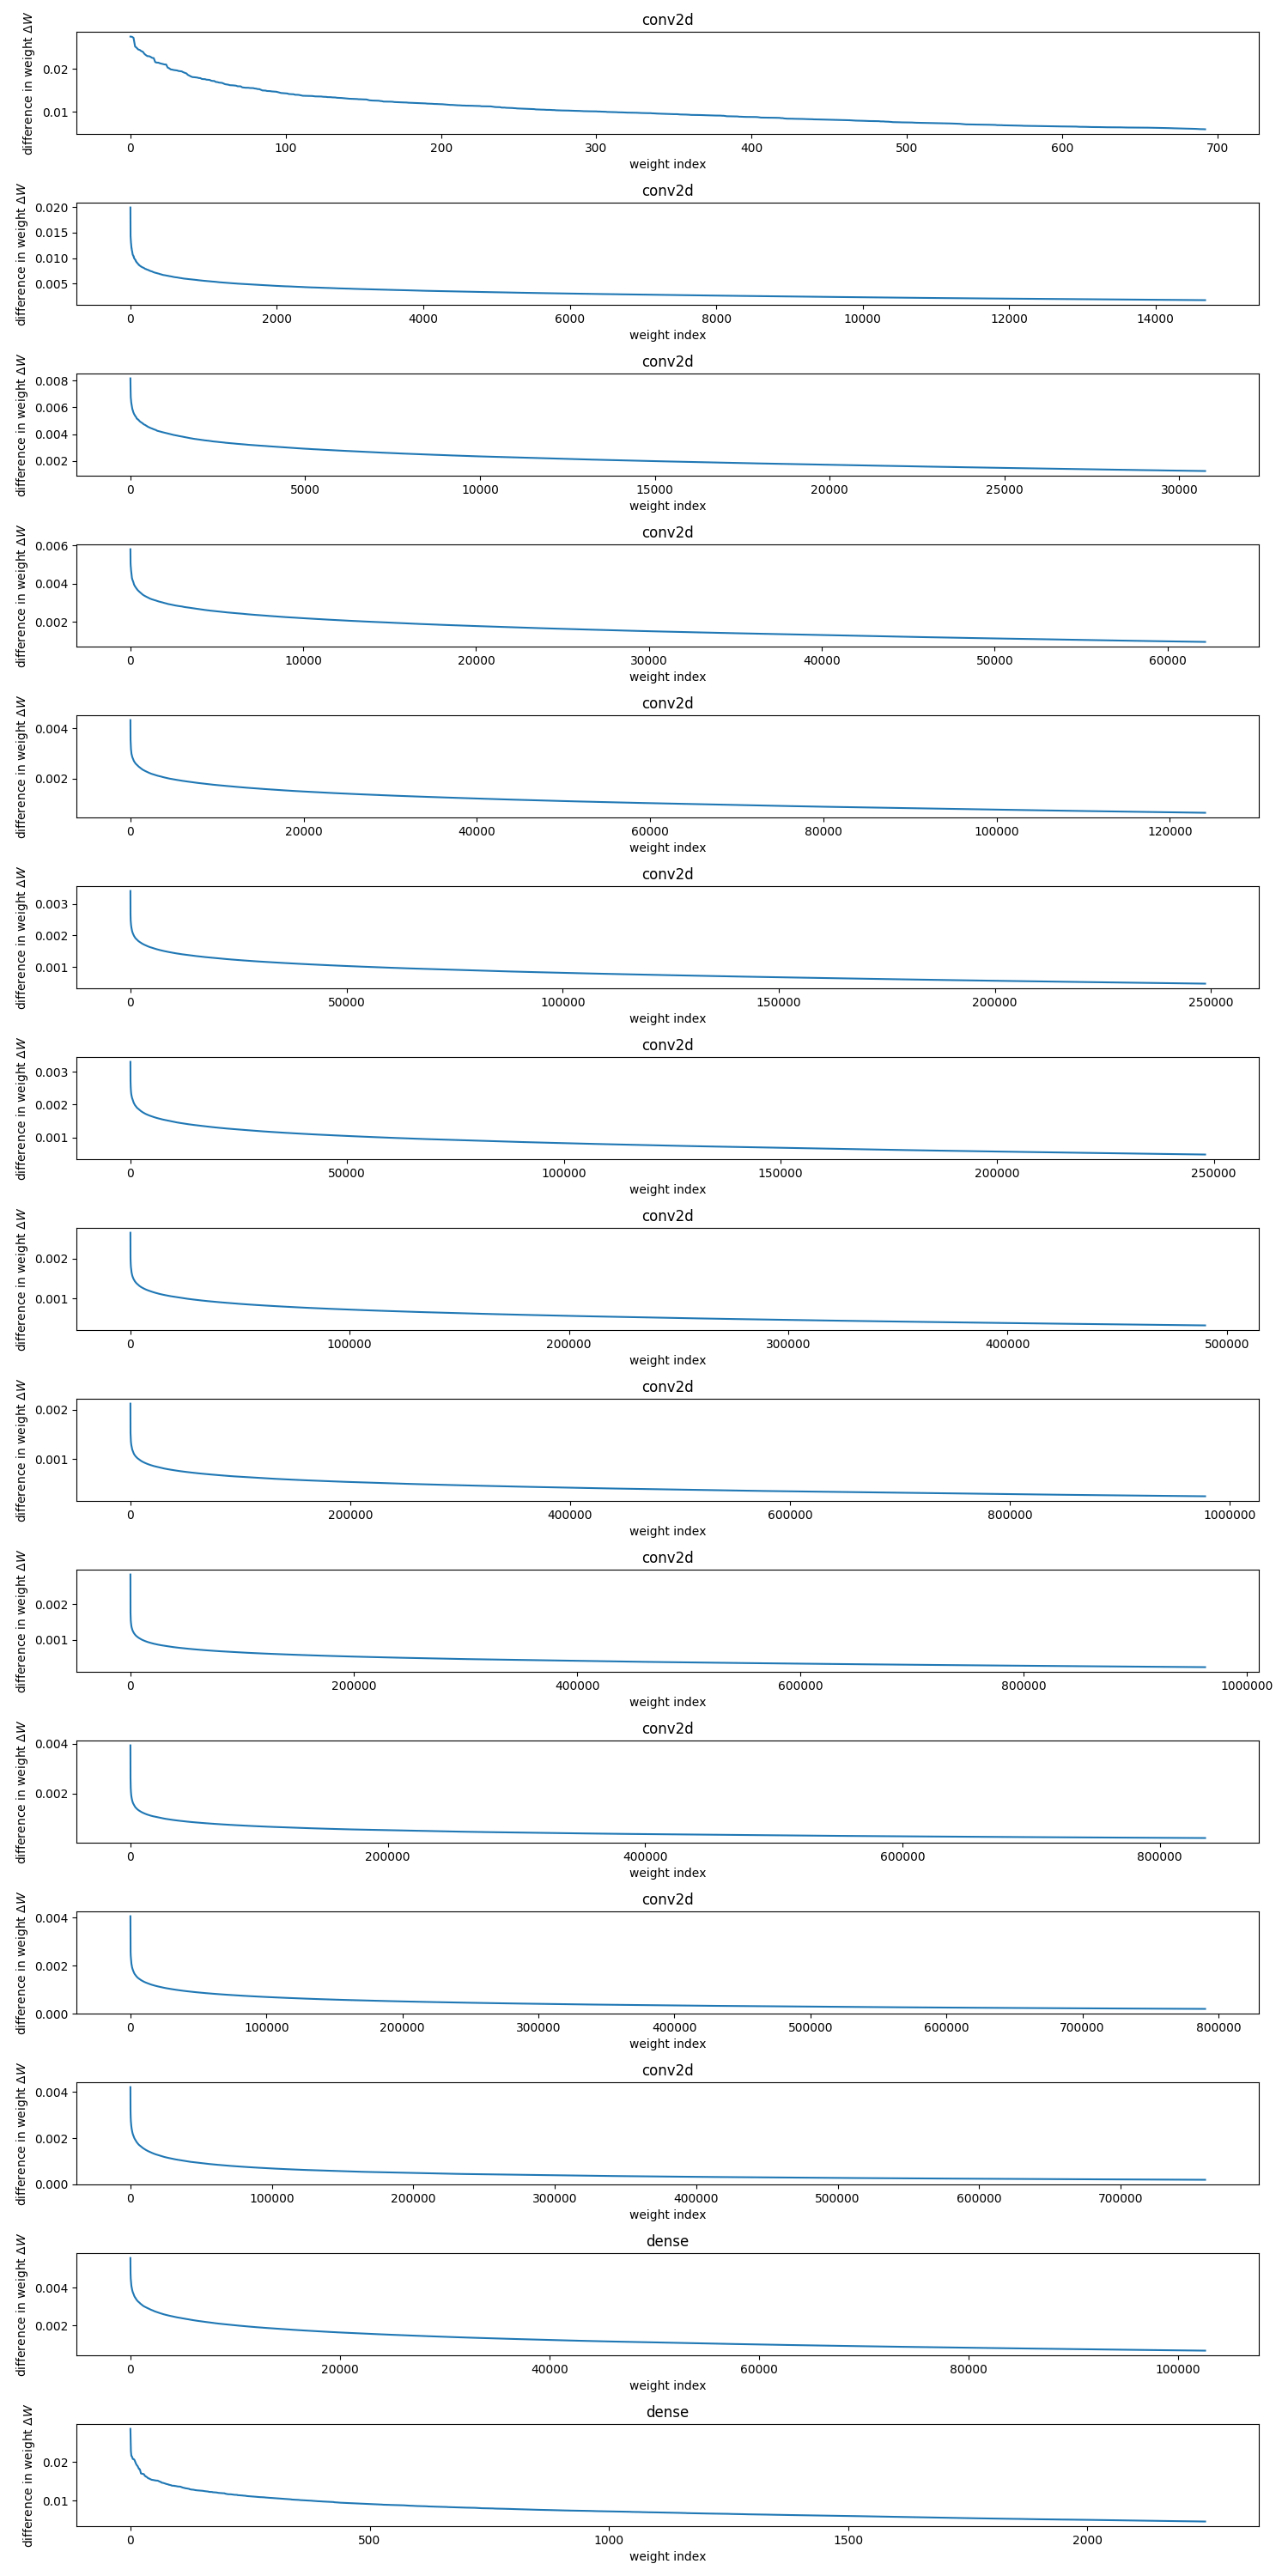 conv2d
difference in weight ΔW
0.02
0.01
0 100 200 300 400 500 600 700
weight index
conv2d
difference in weight ΔW
0.020
0.015
0.010
0.005
0 2000 4000 6000 8000 10000 12000 14000
weight index
conv2d
difference in weight ΔW
0.008
0.006
0.004
0.002
0 5000 10000 15000 20000 25000 30000
weight index
conv2d
difference in weight ΔW
0.006
0.004
0.002
0 10000 20000 30000 40000 50000 60000
weight index
conv2d
difference in weight ΔW
0.004
0.002
0 20000 40000 60000 80000 100000 120000
weight index
conv2d
difference in weight ΔW
0.003
0.002
0.001
0 50000 100000 150000 200000 250000
weight index
conv2d
difference in weight ΔW
0.003
0.002
0.001
0 50000 100000 150000 200000 250000
weight index
conv2d
difference in weight ΔW
0.002
0.001
0 100000 200000 300000 400000 500000
weight index
conv2d
difference in weight ΔW
0.002
0.001
0 200000 400000 600000 800000 1000000
weight index
conv2d
difference in weight ΔW
0.002
0.001
0 200000 400000 600000 800000 1000000
weight index
conv2d
difference in weight ΔW
0.004
0.002
0 200000 400000 600000 800000
weight index
conv2d
difference in weight ΔW
0.004
0.002
0.000
0 100000 200000 300000 400000 500000 600000 700000 800000
weight index
conv2d
difference in weight ΔW
0.004
0.002
0.000
0 100000 200000 300000 400000 500000 600000 700000
weight index
dense
difference in weight ΔW
0.004
0.002
0 20000 40000 60000 80000 100000
weight index
dense
difference in weight ΔW
0.02
0.01
0 500 1000 1500 2000
weight index